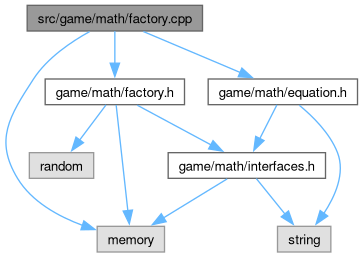 src/game/math/factory.cpp
game/math/factory.h
game/math/equation.h
random
game/math/interfaces.h
memory
string